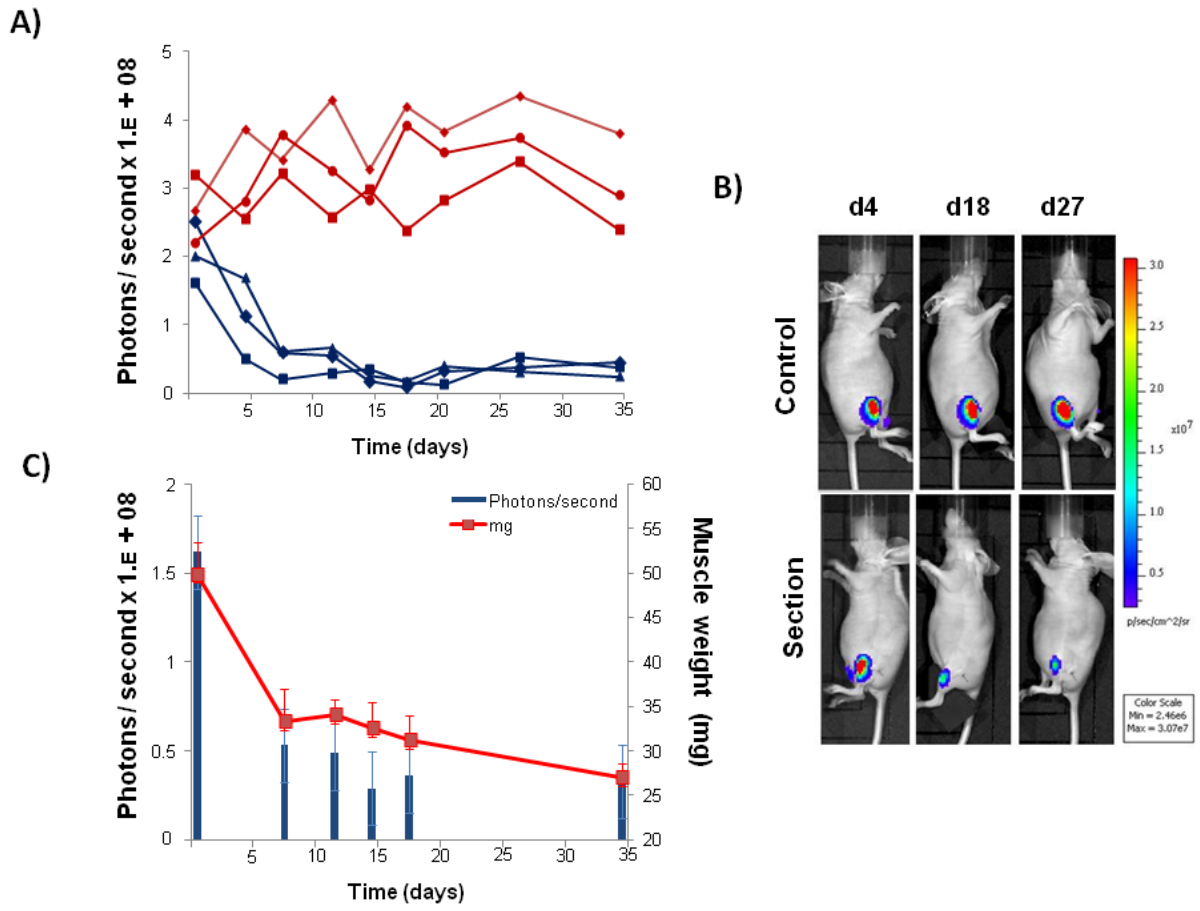 A)
Photons/ second x 1.E + 08
5
4
3
2
1
0
5 10 15 20 25 30 35
Time (days)
B)
d4 d18 d27
Control
Section
3.0
2.5
2.0
x10^7
1.5
1.0
0.5
p/sec/cm^2/sr
Color Scale
Min = 2.46e6
Max = 3.07e7
C)
Photons/ second x 1.E + 08
2
1.5
1
0.5
0
Photons/second
mg
60
55
50
45
40
35
30
25
20
Muscle weight (mg)
5 10 15 20 25 30 35
Time (days)